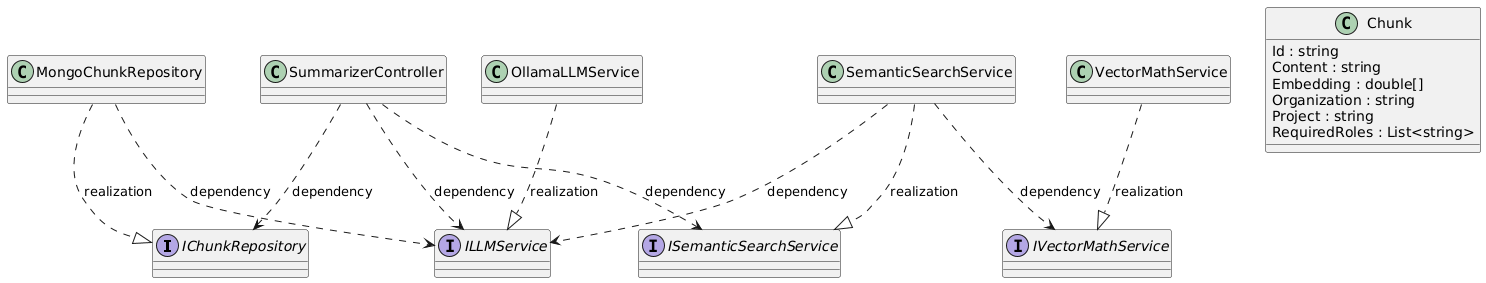 C MongoChunkRepository
C SummarizerController
C OllamaLLMService
C SemanticSearchService
C VectorMathService
C Chunk
Id : string
Content : string
Embedding : double[]
Organization : string
Project : string
RequiredRoles : List<string>
realization
dependency
dependency
dependency
realization
dependency
dependency
realization
dependency
realization
I IChunkRepository
I ILLMService
I ISemanticSearchService
I IVectorMathService